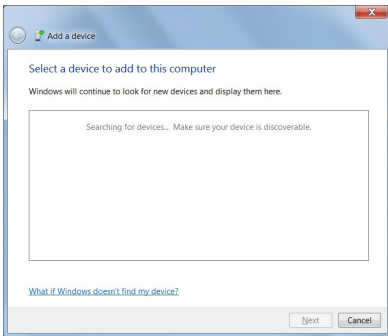 Add a device
Select a device to add to this computer
Windows will continue to look for new devices and display them here.
Searching for devices... Make sure your device is discoverable.
What if Windows doesn't find my device?
Next
Cancel